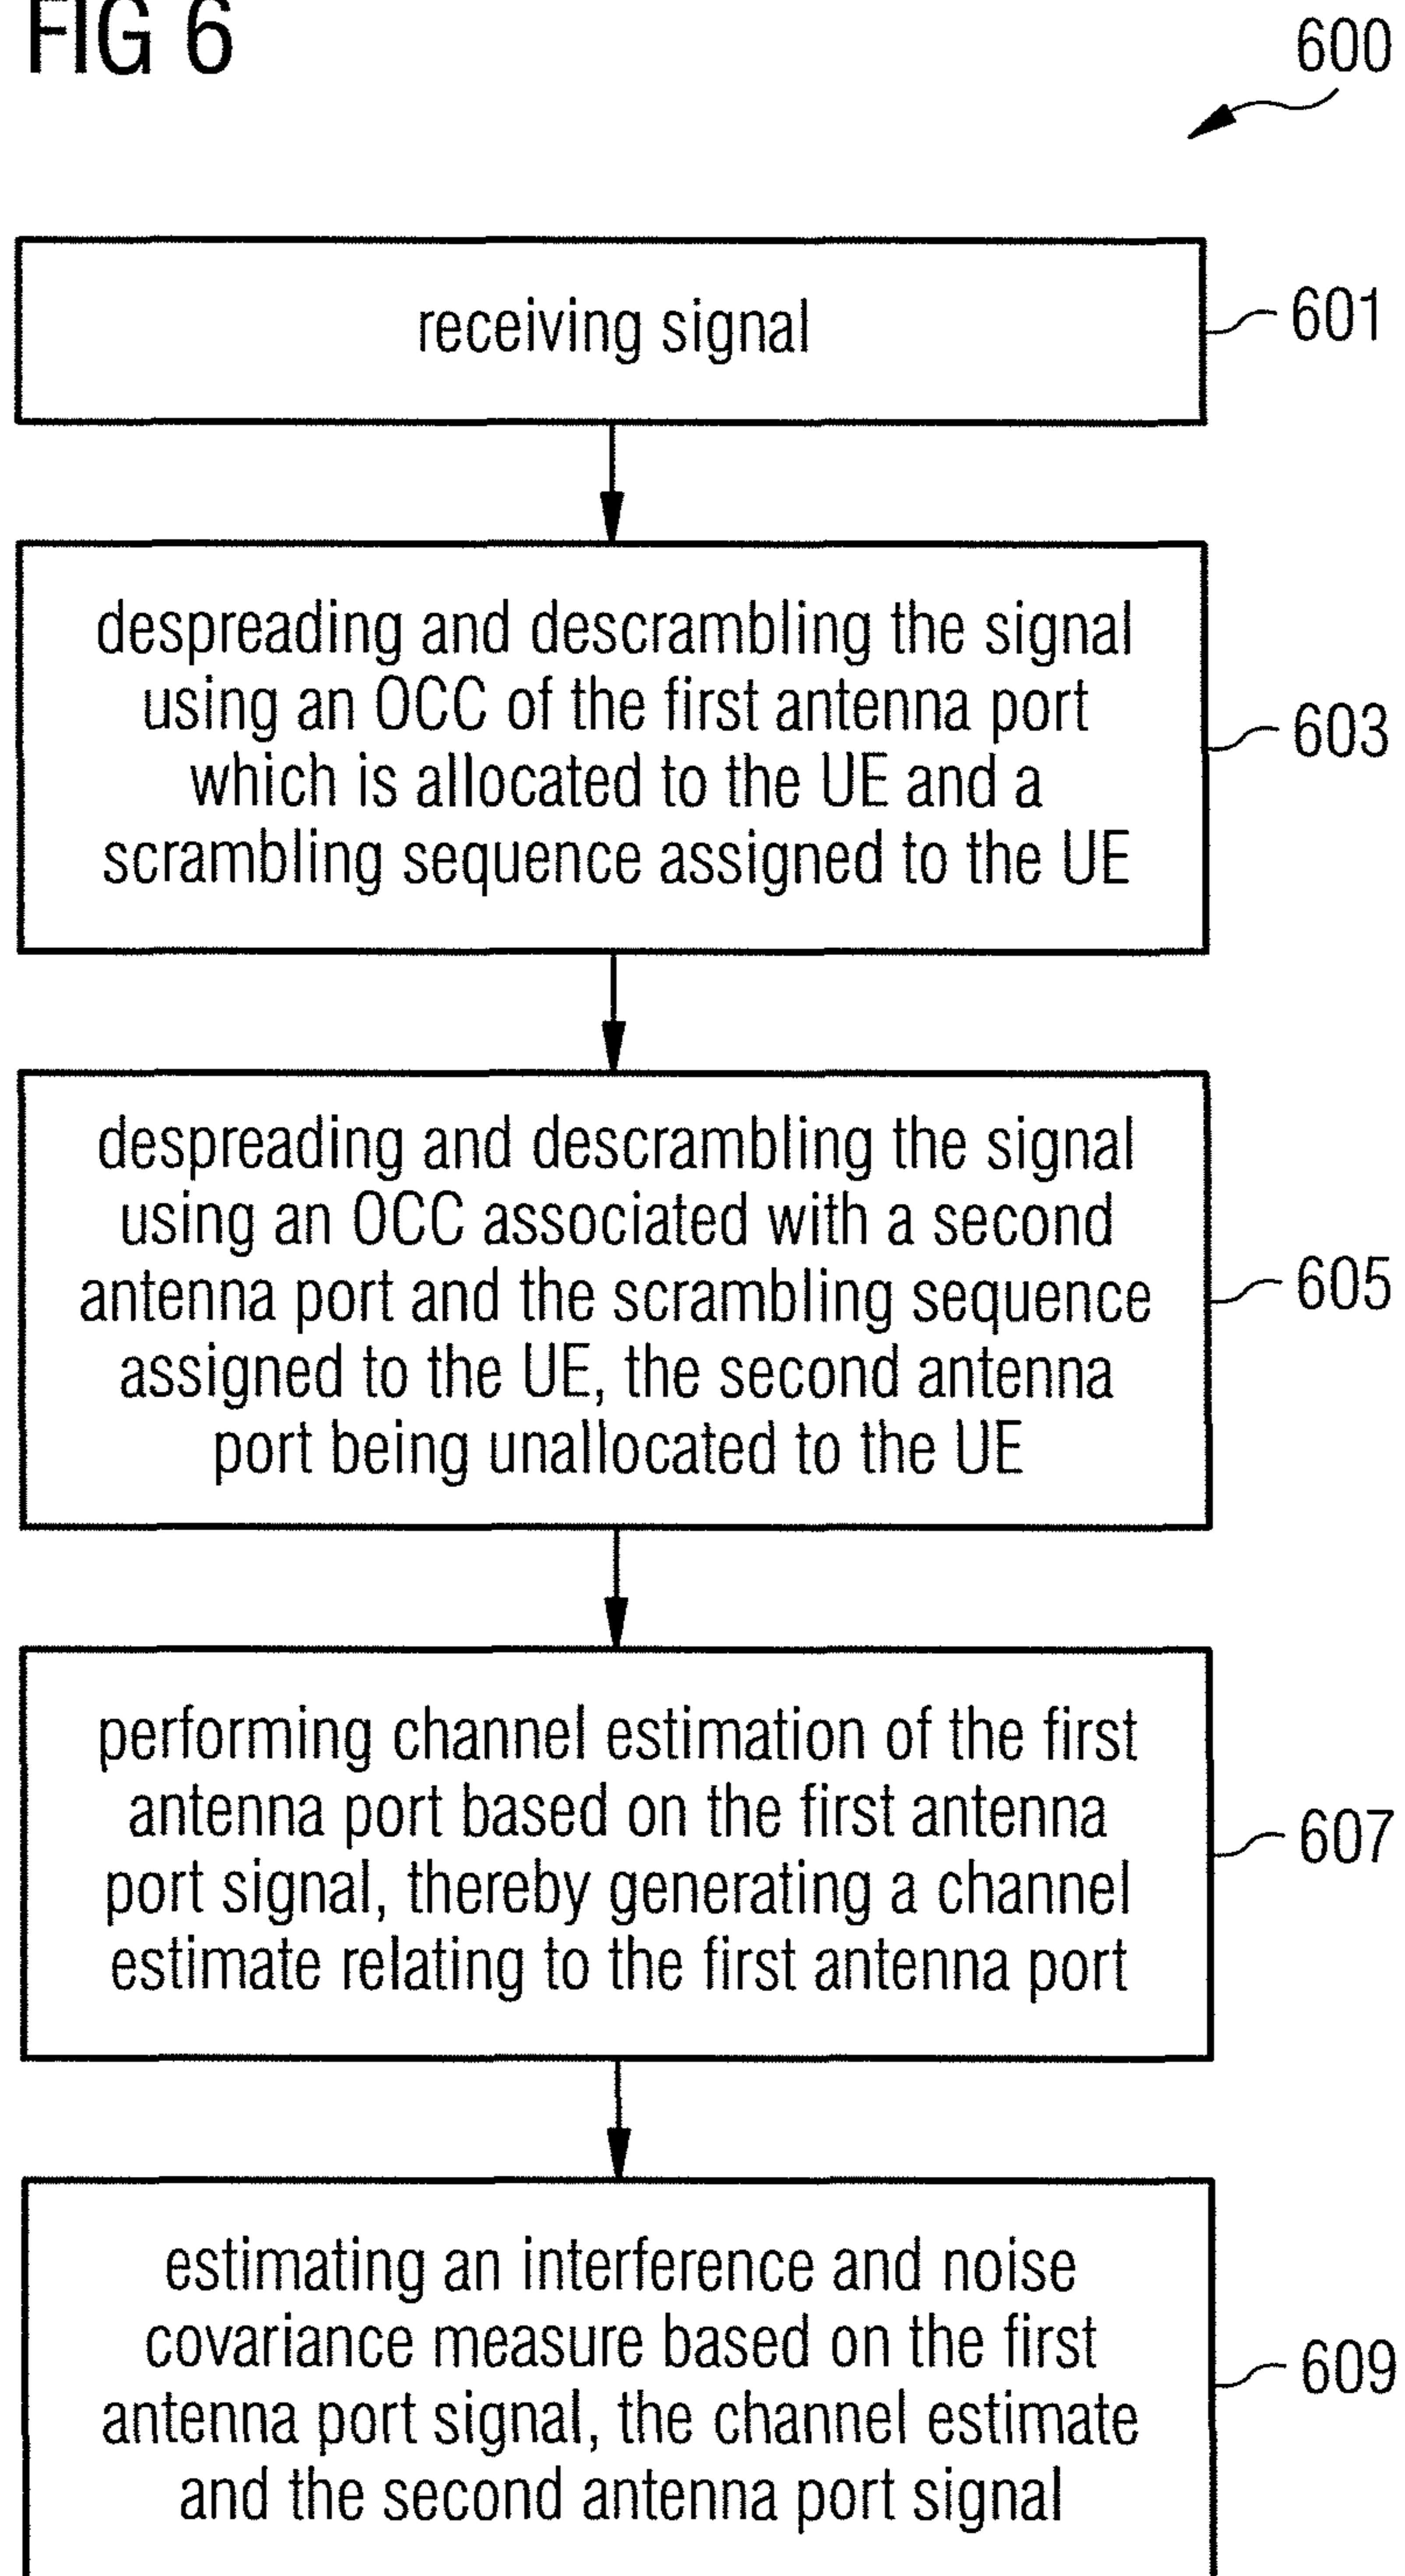 FIG 6
600
receiving signal
601
despreading and descrambling the signal
using an OCC of the first antenna port
which is allocated to the UE and a
scrambling sequence assigned to the UE
603
despreading and descrambling the signal
using an OCC associated with a second
antenna port and the scrambling sequence
assigned to the UE, the second antenna
port being unallocated to the UE
605
performing channel estimation of the first
antenna port based on the first antenna
port signal, thereby generating a channel
estimate relating to the first antenna port
607
estimating an interference and noise
covariance measure based on the first
antenna port signal, the channel estimate
and the second antenna port signal
609